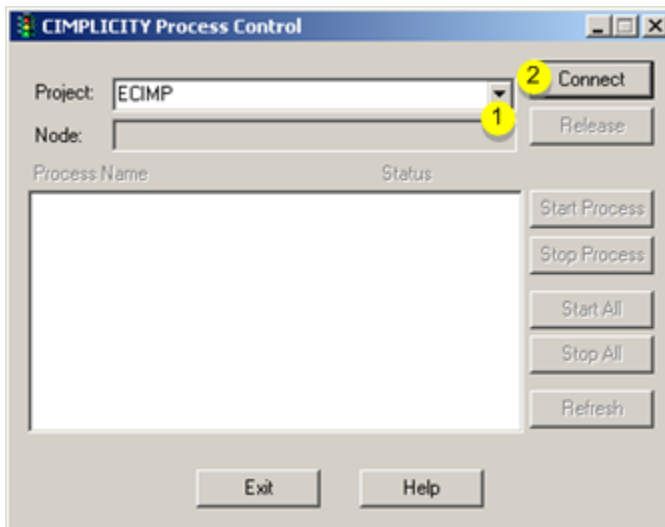 CIMPLICITY Process Control
Project: ECIMP
1
2
Connect
Node:
Release
Process Name Status
Start Process
Stop Process
Start All
Stop All
Refresh
Exit Help